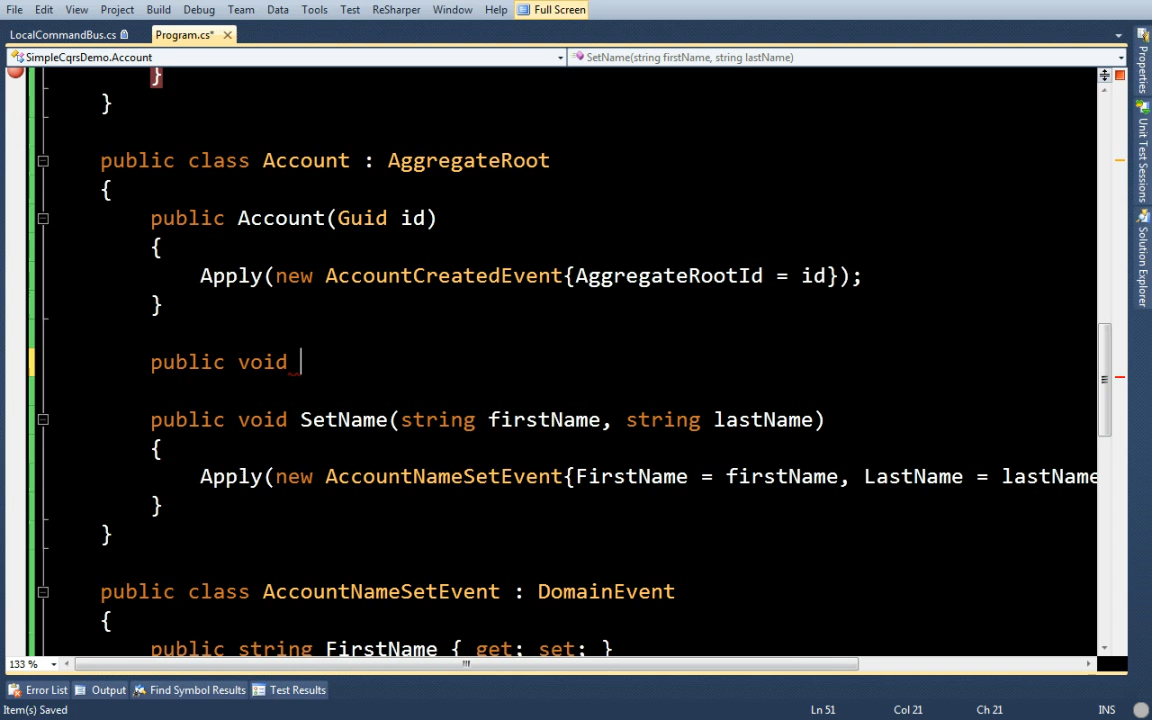 File Edit View Project Build Debug Team Data Tools Test ReSharper Window Help Full Screen
LocalCommandBus.cs Program.cs*
SimpleCqrsDemo.Account SetName(string firstName, string lastName)
}
}
public class Account : AggregateRoot
{
public Account(Guid id)
{
Apply(new AccountCreatedEvent{AggregateRootId = id});
}
public void
public void SetName(string firstName, string lastName)
{
Apply(new AccountNameSetEvent{FirstName = firstName, LastName = lastName
}
}
public class AccountNameSetEvent : DomainEvent
{
public string FirstName { get; set; }
133 %
Error List Output Find Symbol Results Test Results
Item(s) Saved Ln 51 Col 21 Ch 21 INS
Properties
Unit Test Sessions
Solution Explorer